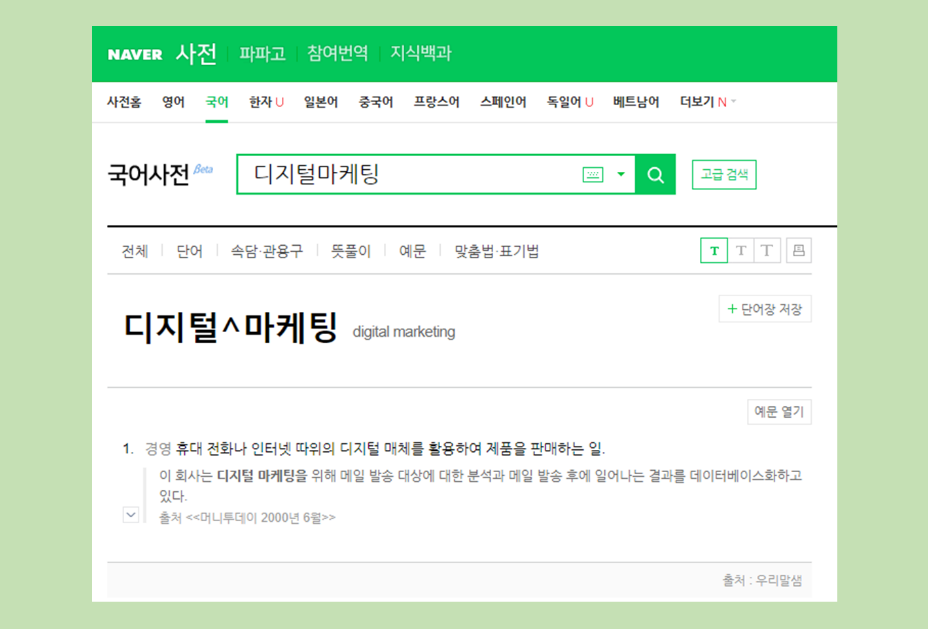 NAVER 사전 파파고 참여번역 지식백과
사전홈 영어 국어 한자 U 일본어 중국어 프랑스어 스페인어 독일어 U 베트남어 더보기 N
국어사전 Beta 디지털마케팅 고급 검색
전체 단어 속담·관용구 뜻풀이 예문 맞춤법·표기법 T T T
+ 단어장 저장
디지털^마케팅 digital marketing
예문 열기
1. 경영 휴대 전화나 인터넷 따위의 디지털 매체를 활용하여 제품을 판매하는 일.
이 회사는 디지털 마케팅을 위해 메일 발송 대상에 대한 분석과 메일 발송 후에 일어나는 결과를 데이터베이스화하고
있다.
출처 <<머니투데이 2000년 6월>>
출처 : 우리말샘